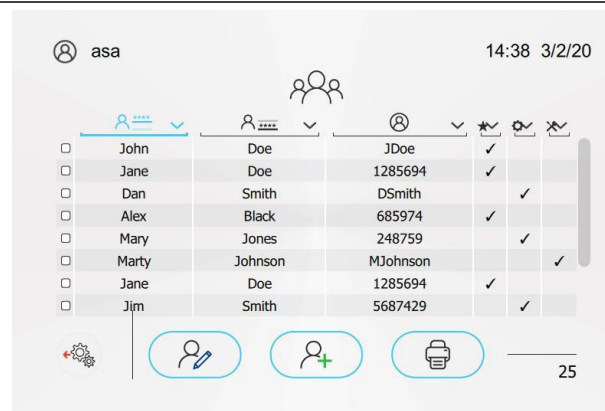 asa 14:38 3/2/20
John Doe JDoe ✓
Jane Doe 1285694 ✓
Dan Smith DSmith ✓
Alex Black 685974 ✓
Mary Jones 248759 ✓
Marty Johnson MJohnson ✓
Jane Doe 1285694 ✓
Jim Smith 5687429 ✓
25